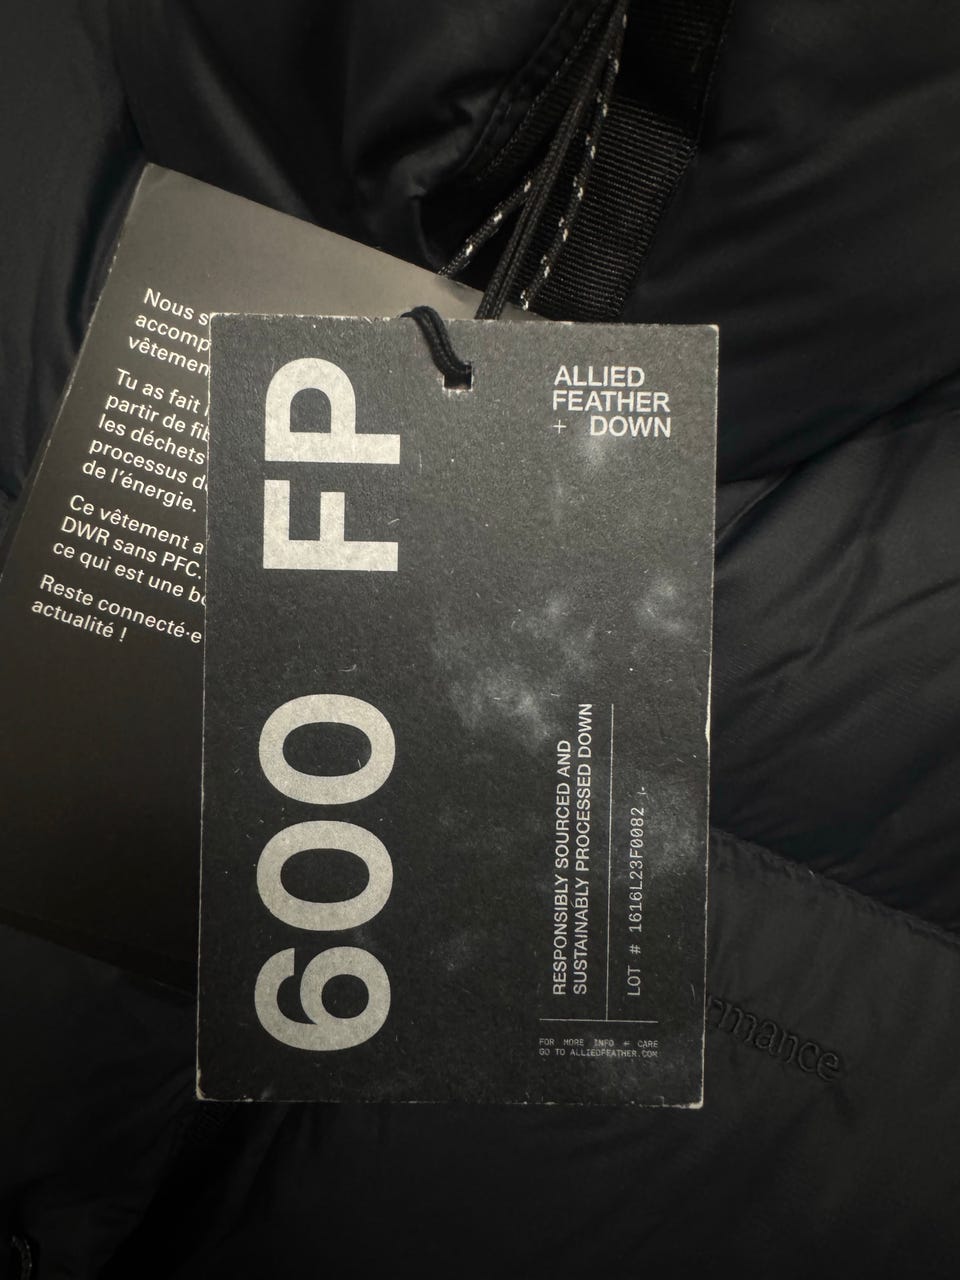 Nous
accomp
vêtemen
Tu as fait
partir de fib
les déchets
processus d
de l'énergie.
Ce vêtement a
DWR sans PFC.
ce qui est une b
Reste connecté·e
actualité !
600 FP
ALLIED
FEATHER
+ DOWN
RESPONSIBLY SOURCED AND
SUSTAINABLY PROCESSED DOWN
LOT # 1616L23F0082
FOR MORE INFO + CARE
GO TO ALLIEDFEATHER.COM
rmance